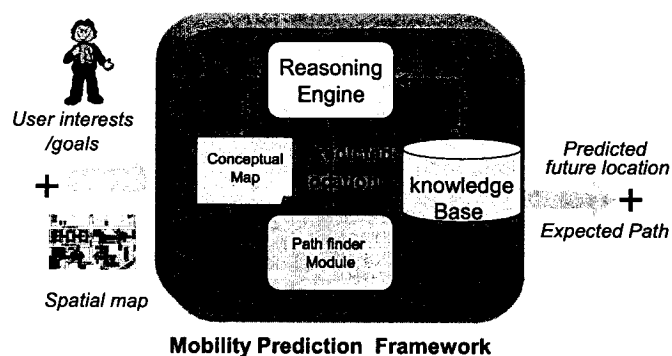 Reasoning
Engine
User interests
/goals
+
Conceptual
Map
knowledge
Base
Predicted
future location
+
Expected Path
Path finder
Module
Spatial map
Mobility Prediction Framework